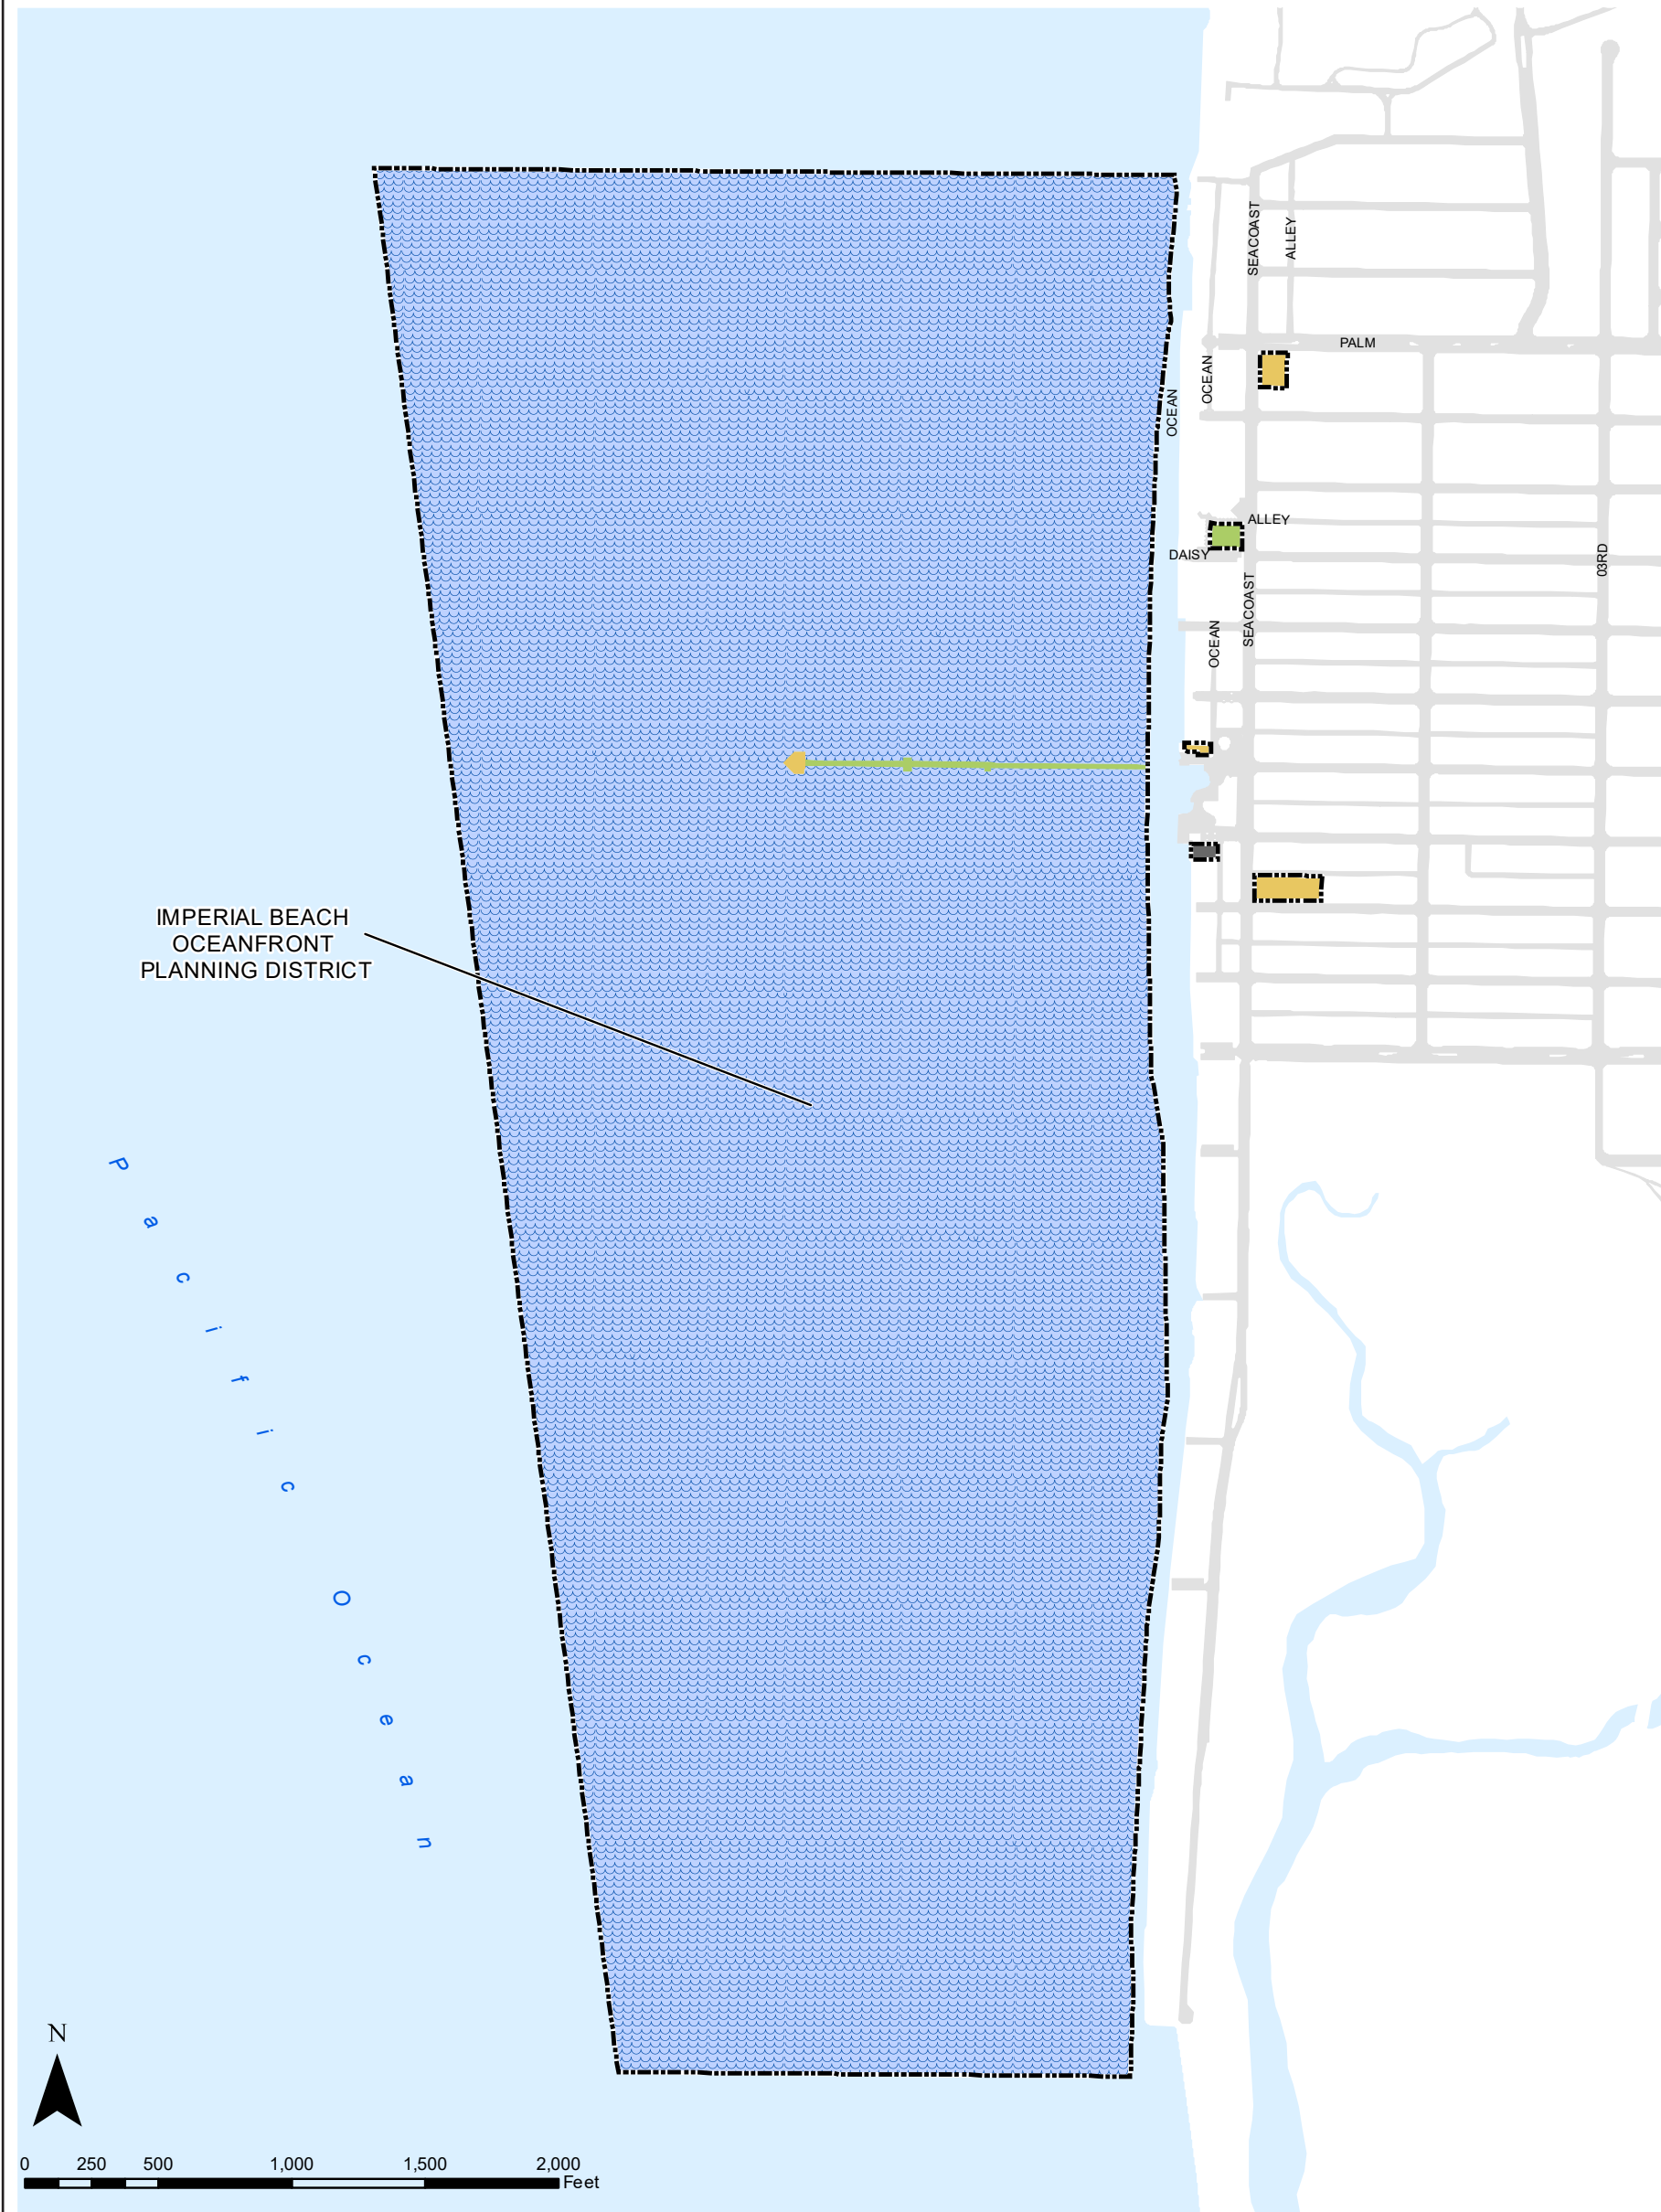 SEACOAST
ALLEY
PALM
OCEAN
OCEAN
ALLEY
DAISY
03RD
SEACOAST
OCEAN
IMPERIAL BEACH
OCEANFRONT
PLANNING DISTRICT
Pacific Ocean
N
0 250 500 1,000 1,500 2,000
Feet